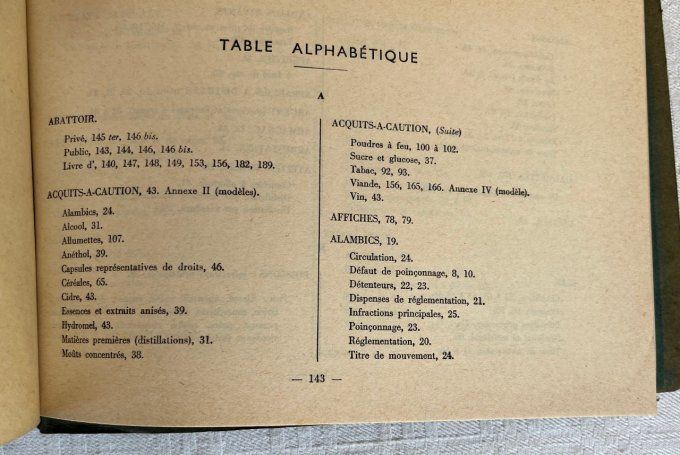 TABLE ALPHABÉTIQUE
A
ABATTOIR.
Privé, 145 ter, 146 bis.
Public, 143, 144, 146, 146 bis.
Livre d', 140, 147, 148, 149, 153, 156, 182, 189.
ACQUITS-A-CAUTION, 43. Annexe II (modèles).
Alambics, 24.
Alcool, 31.
Allumettes, 107.
Anéthol, 39.
Capsules représentatives de droits, 46.
Céréales, 65.
Cidre, 43.
Essences et extraits anisés, 39.
Hydromel, 43.
Matières premières (distillations), 31.
Moûts concentrés, 38.
ACQUITS-A-CAUTION, (Suite)
Poudres à feu, 100 à 102.
Sucre et glucose, 37.
Tabac, 92, 93.
Viande, 156, 165, 166. Annexe IV (modèle).
Vin, 43.
AFFICHES, 78, 79.
ALAMBICS, 19.
Circulation, 24.
Défaut de poinçonnage, 8, 10.
Détenteurs, 22, 23.
Dispenses de réglementation, 21.
Infractions principales, 25.
Poinçonnage, 23.
Réglementation, 20.
Titre de mouvement, 24.
— 143 —